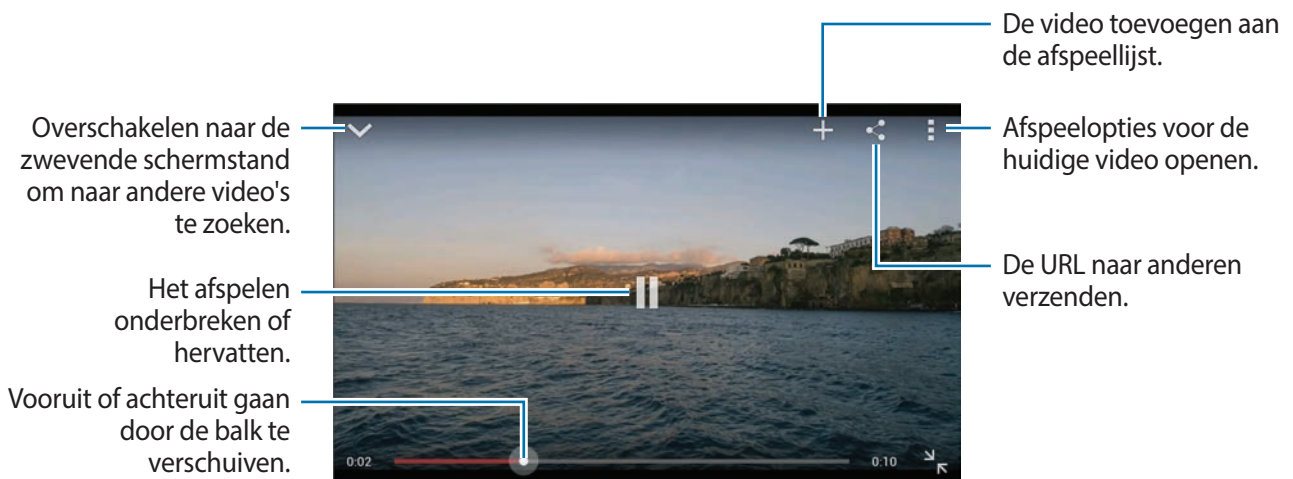 De video toevoegen aan
de afspeellijst.
Overschakelen naar de
zwevende schermstand
om naar andere video's
te zoeken.
Afspeelopties voor de
huidige video openen.
Het afspelen
onderbreken of
hervatten.
De URL naar anderen
verzenden.
Vooruit of achteruit gaan
door de balk te
verschuiven.
0:02
0:10